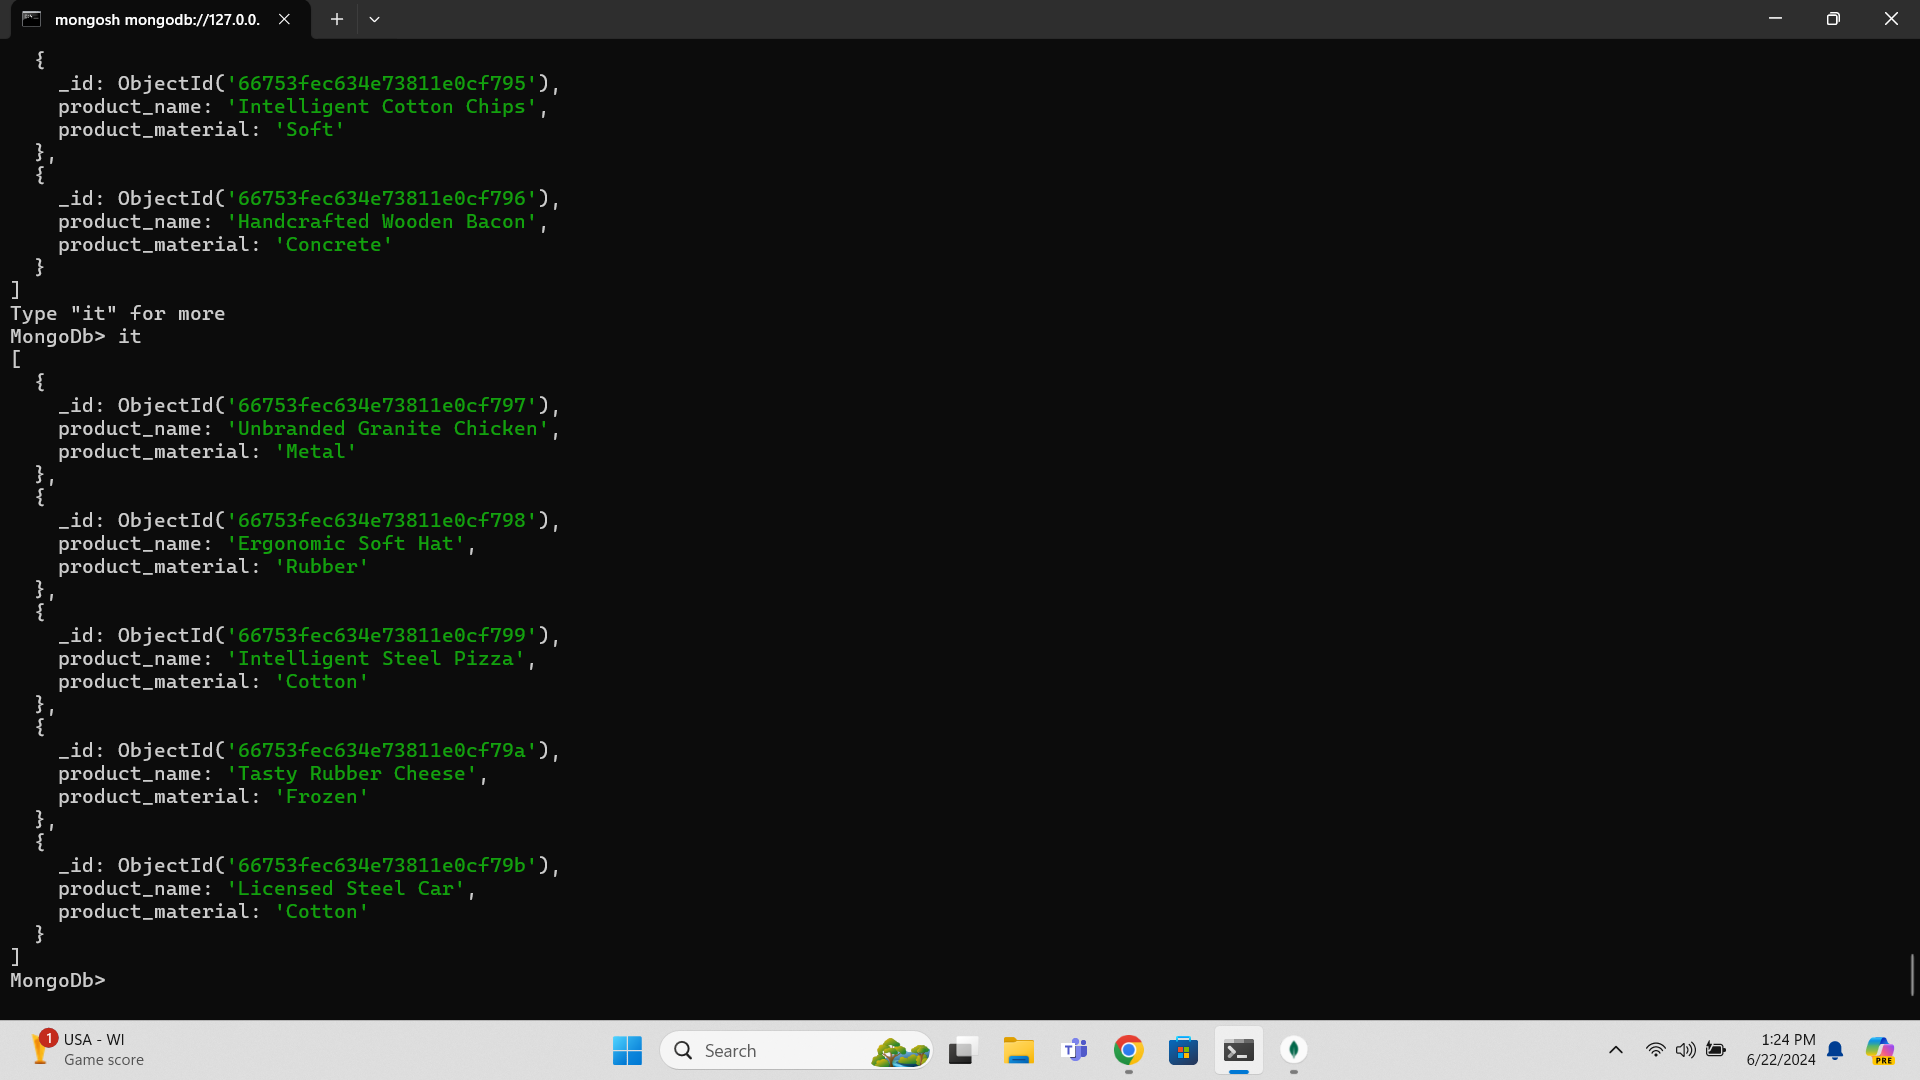 mongosh mongodb://127.0.0.
{
_id: ObjectId('66753fec634e73811e0cf795'),
product_name: 'Intelligent Cotton Chips',
product_material: 'Soft'
},
{
_id: ObjectId('66753fec634e73811e0cf796'),
product_name: 'Handcrafted Wooden Bacon',
product_material: 'Concrete'
}
]
Type "it" for more
MongoDb> it
[
{
_id: ObjectId('66753fec634e73811e0cf797'),
product_name: 'Unbranded Granite Chicken',
product_material: 'Metal'
},
{
_id: ObjectId('66753fec634e73811e0cf798'),
product_name: 'Ergonomic Soft Hat',
product_material: 'Rubber'
},
{
_id: ObjectId('66753fec634e73811e0cf799'),
product_name: 'Intelligent Steel Pizza',
product_material: 'Cotton'
},
{
_id: ObjectId('66753fec634e73811e0cf79a'),
product_name: 'Tasty Rubber Cheese',
product_material: 'Frozen'
},
{
_id: ObjectId('66753fec634e73811e0cf79b'),
product_name: 'Licensed Steel Car',
product_material: 'Cotton'
}
]
MongoDb>
1
USA - WI
Game score
Search
1:24 PM
6/22/2024
PRE